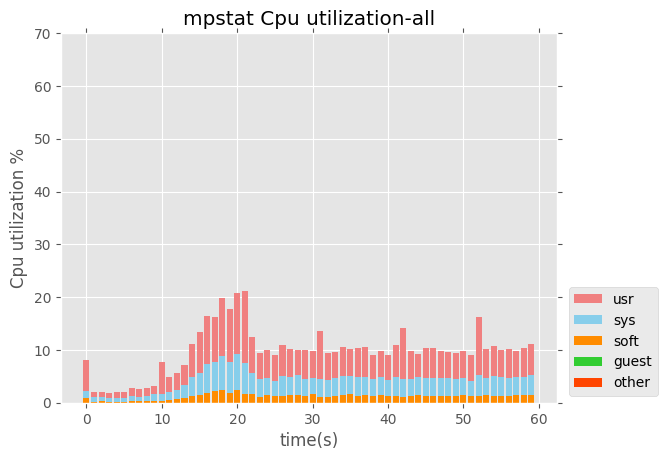 mpstat Cpu utilization-all
70
60
50
40
30
20
10
0
Cpu utilization %
0 10 20 30 40 50 60
time(s)
usr
sys
soft
guest
other